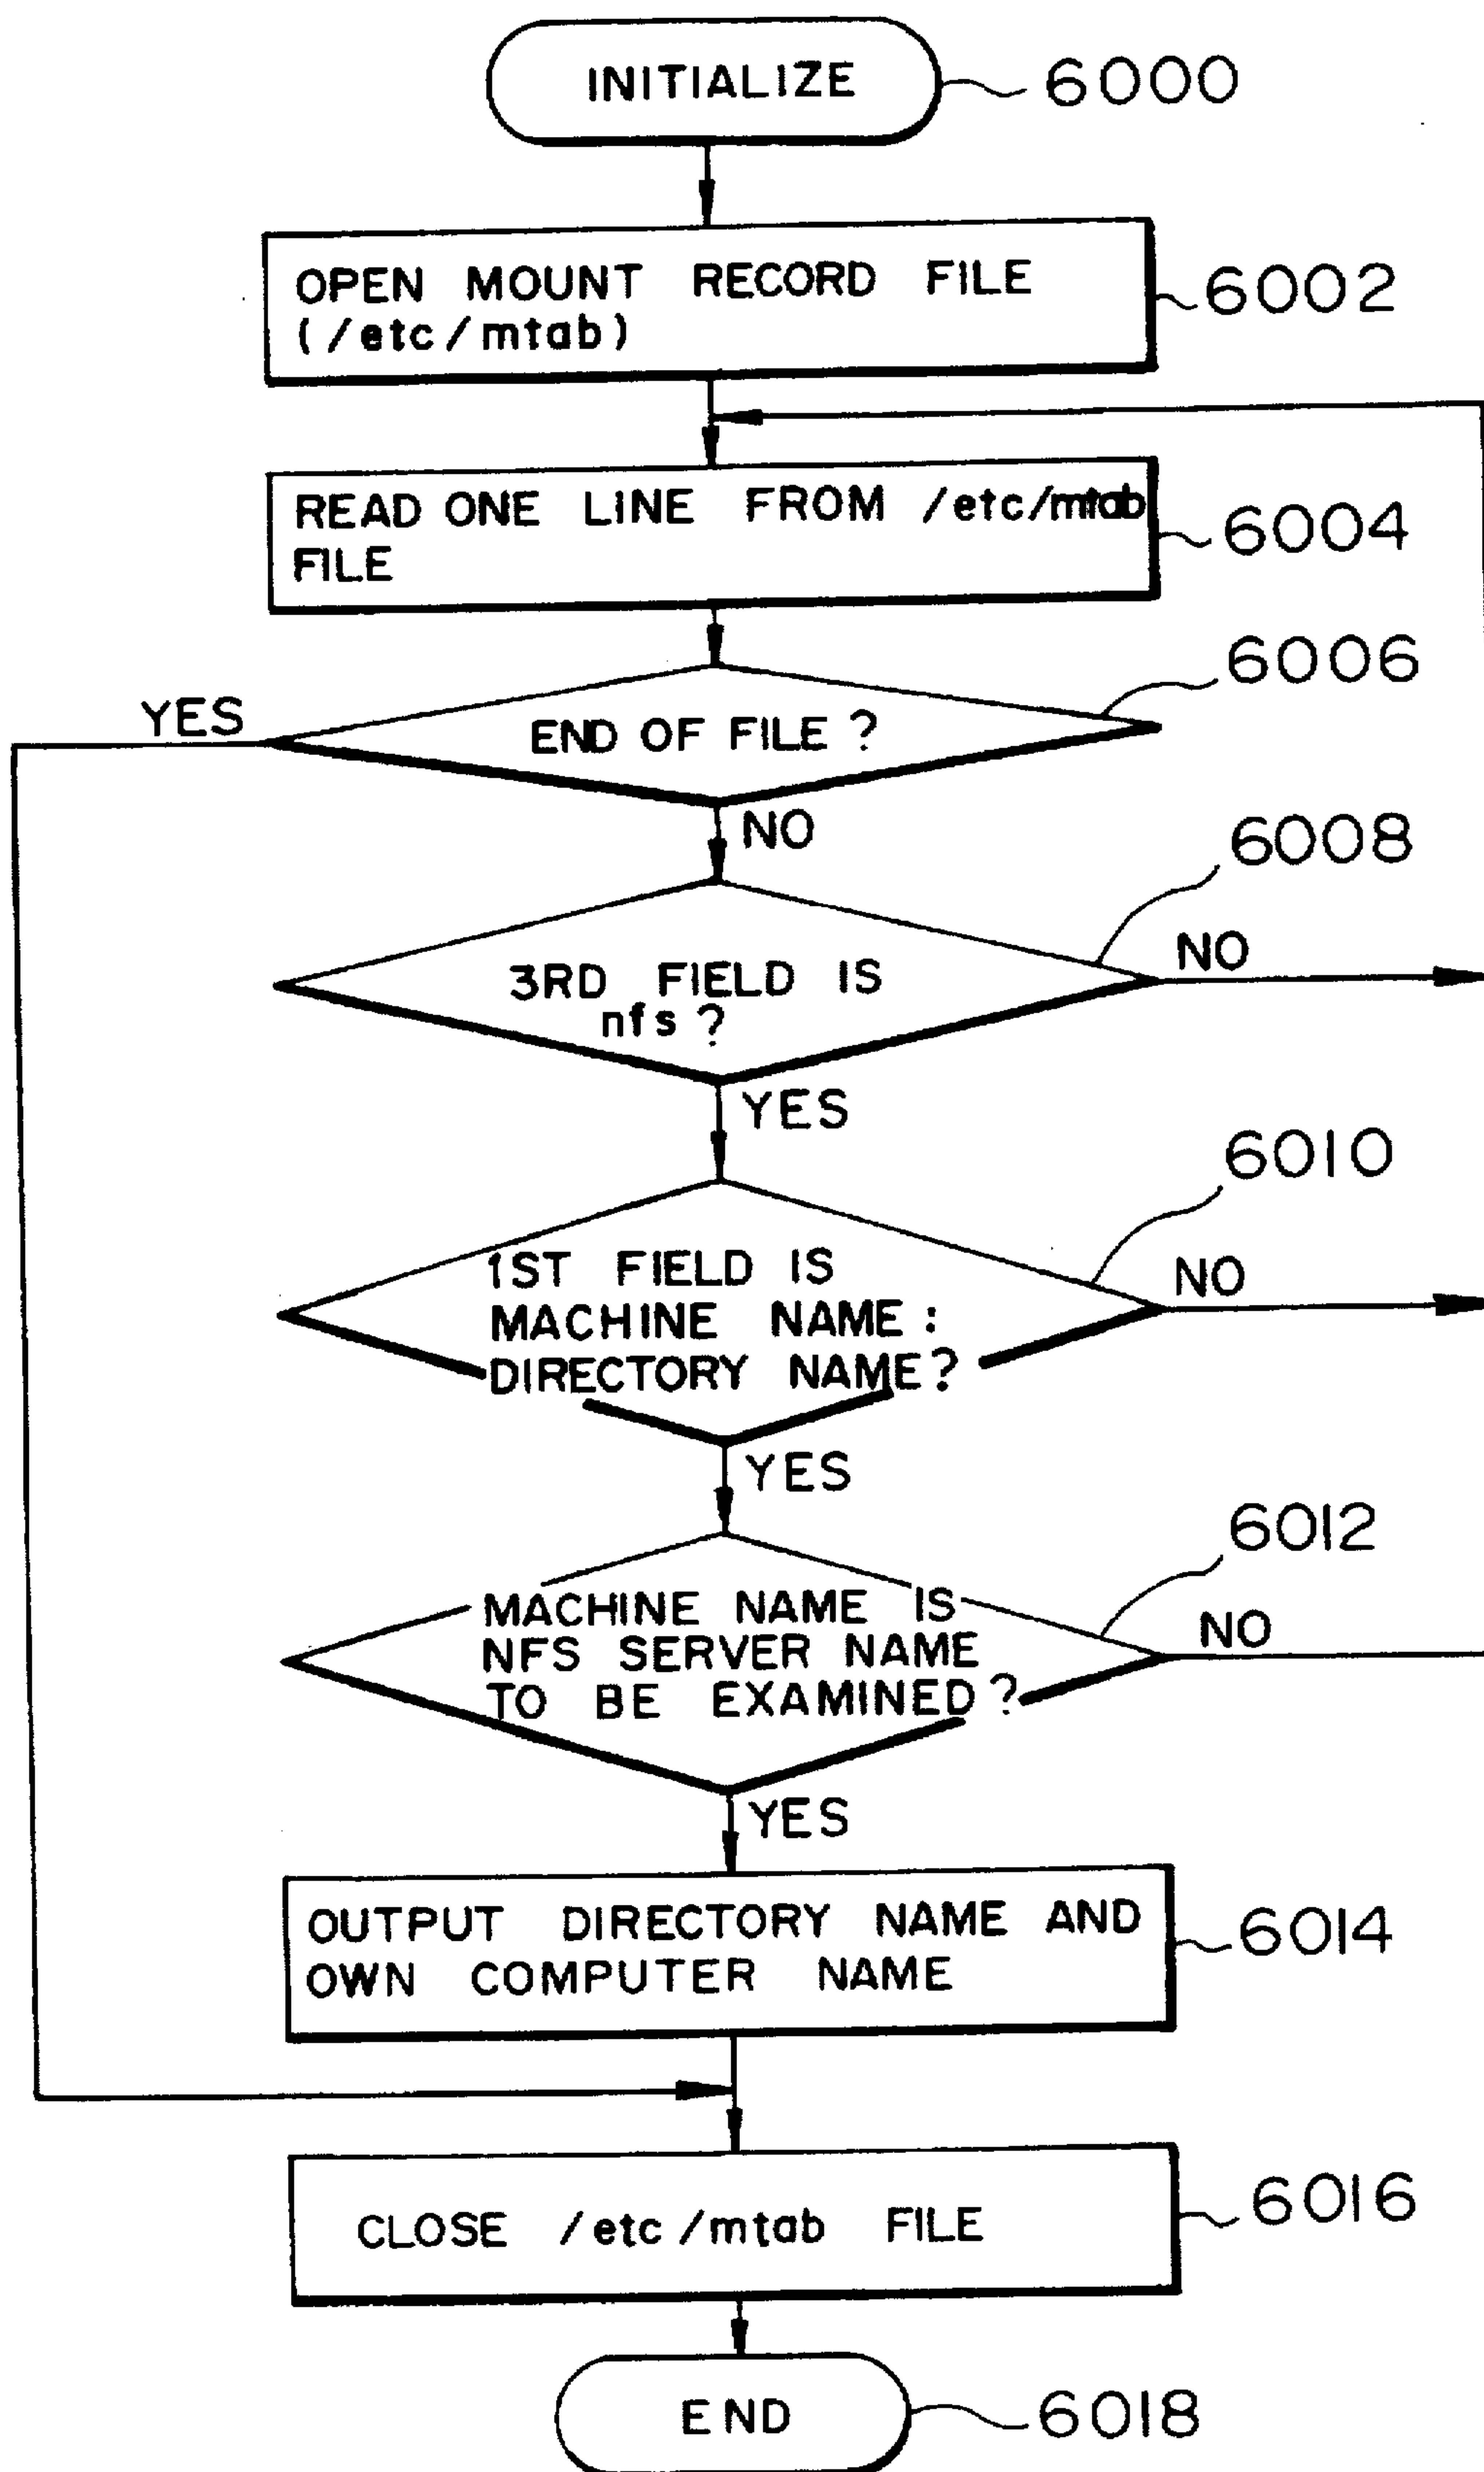 INITIALIZE
6000
OPEN MOUNT RECORD FILE
(/etc/mtab)
6002
READ ONE LINE FROM /etc/mtab
FILE
6004
6006
YES
END OF FILE ?
NO
6008
3RD FIELD IS
nfs ?
NO
YES
6010
1ST FIELD IS
MACHINE NAME :
DIRECTORY NAME?
NO
YES
6012
MACHINE NAME IS
NFS SERVER NAME
TO BE EXAMINED ?
NO
YES
OUTPUT DIRECTORY NAME AND
OWN COMPUTER NAME
6014
CLOSE /etc/mtab FILE
6016
END
6018